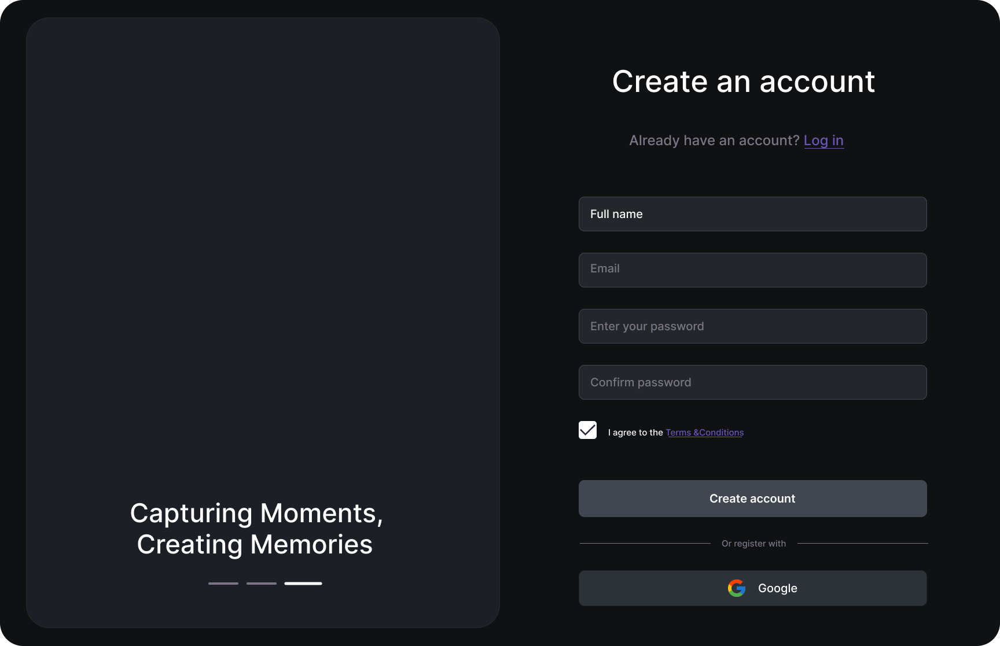 Capturing Moments,
Creating Memories
Create an account
Already have an account? Log in
Full name
Email
Enter your password
Confirm password
I agree to the Terms &Conditions
Create account
Or register with
Google